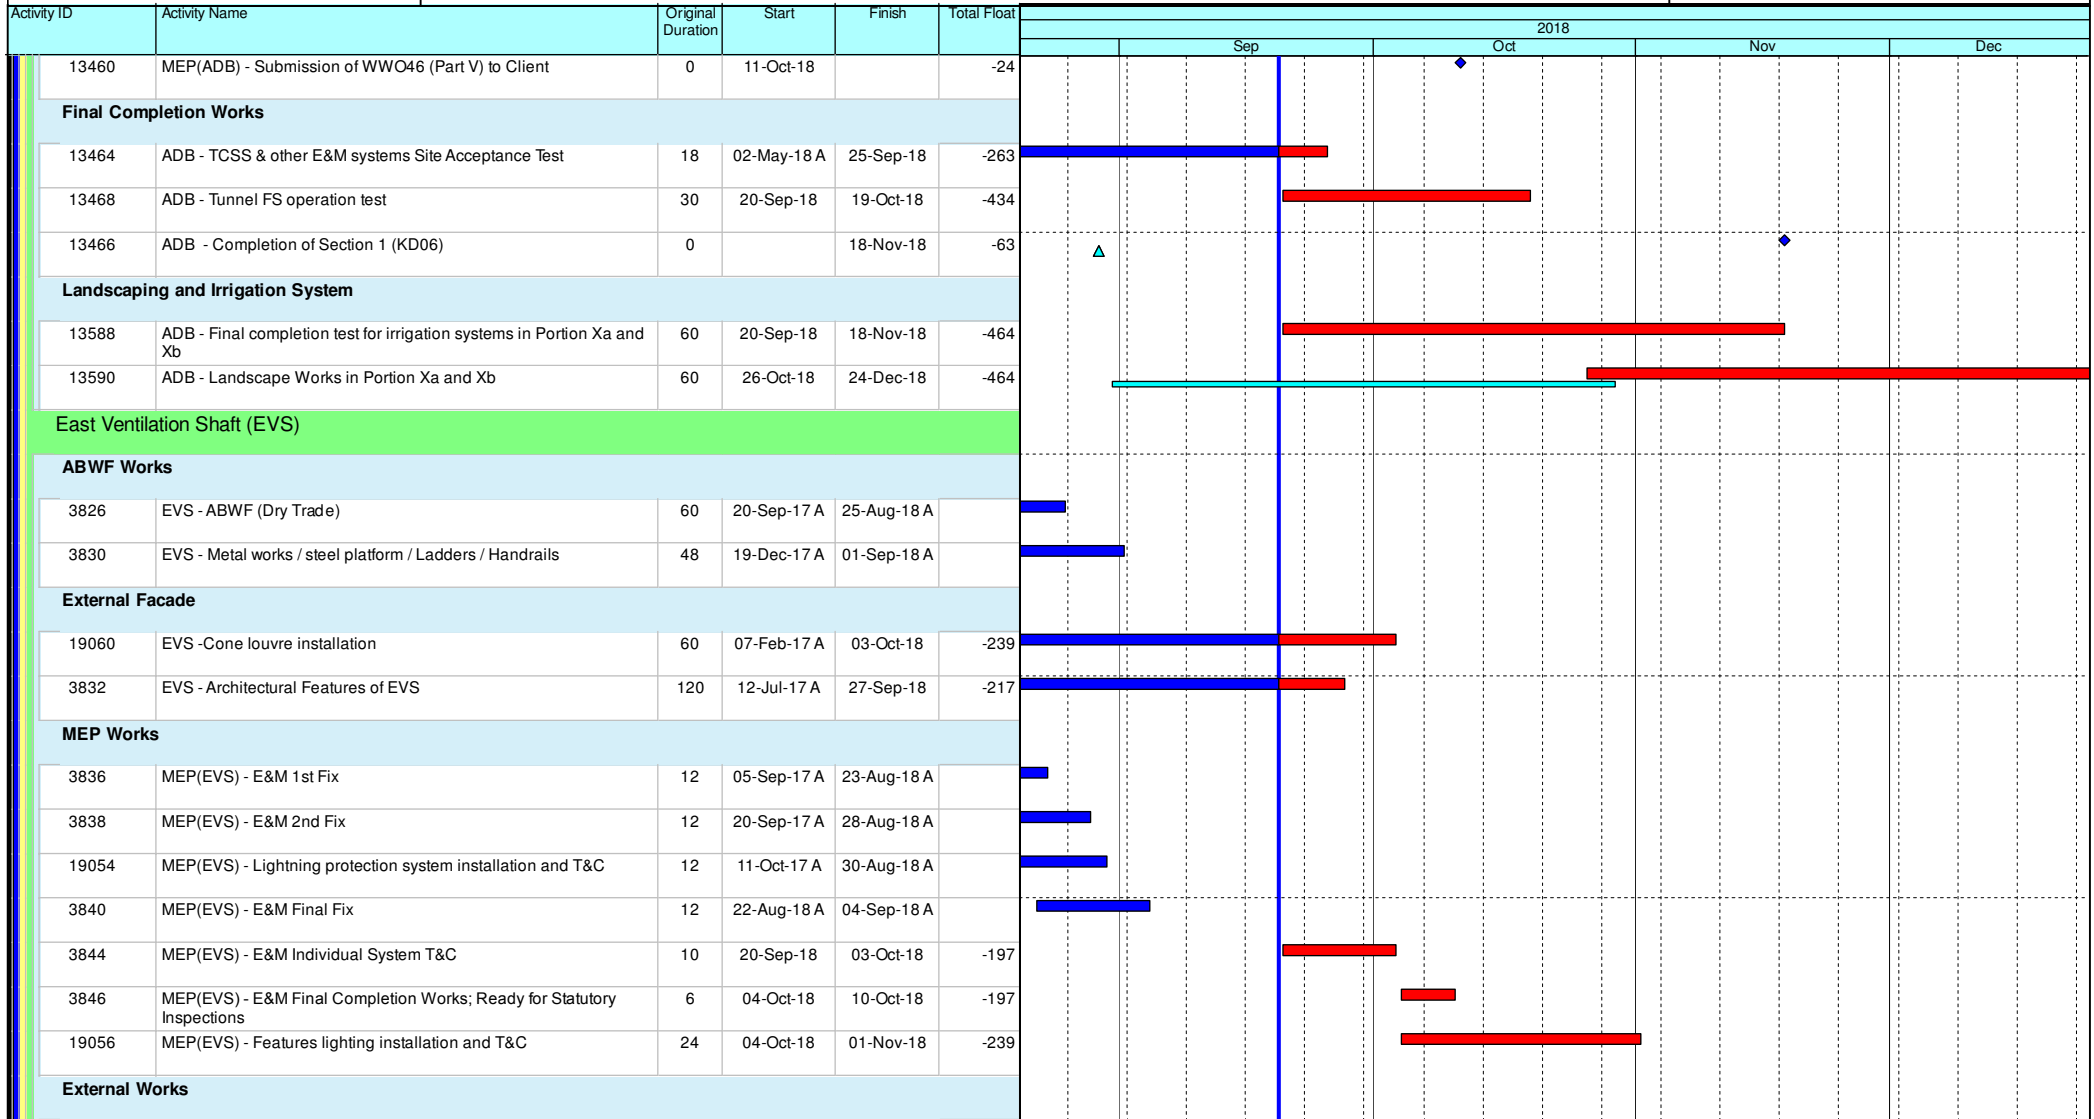 Activity ID Activity Name Original Duration Start Finish Total Float
2018
Sep Oct Nov Dec
13460 MEP(ADB) - Submission of WWO46 (Part V) to Client 0 11-Oct-18 -24
Final Completion Works
13464 ADB - TCSS & other E&M systems Site Acceptance Test 18 02-May-18 A 25-Sep-18 -263
13468 ADB - Tunnel FS operation test 30 20-Sep-18 19-Oct-18 -434
13466 ADB - Completion of Section 1 (KD06) 0 18-Nov-18 -63
Landscaping and Irrigation System
13588 ADB - Final completion test for irrigation systems in Portion Xa and 60 20-Sep-18 18-Nov-18 -464
Xb
13590 ADB - Landscape Works in Portion Xa and Xb 60 26-Oct-18 24-Dec-18 -464
East Ventilation Shaft (EVS)
ABWF Works
3826 EVS - ABWF (Dry Trade) 60 20-Sep-17 A 25-Aug-18 A
3830 EVS - Metal works / steel platform / Ladders / Handrails 48 19-Dec-17 A 01-Sep-18 A
External Facade
19060 EVS -Cone louvre installation 60 07-Feb-17 A 03-Oct-18 -239
3832 EVS - Architectural Features of EVS 120 12-Jul-17 A 27-Sep-18 -217
MEP Works
3836 MEP(EVS) - E&M 1st Fix 12 05-Sep-17 A 23-Aug-18 A
3838 MEP(EVS) - E&M 2nd Fix 12 20-Sep-17 A 28-Aug-18 A
19054 MEP(EVS) - Lightning protection system installation and T&C 12 11-Oct-17 A 30-Aug-18 A
3840 MEP(EVS) - E&M Final Fix 12 22-Aug-18 A 04-Sep-18 A
3844 MEP(EVS) - E&M Individual System T&C 10 20-Sep-18 03-Oct-18 -197
3846 MEP(EVS) - E&M Final Completion Works; Ready for Statutory 6 04-Oct-18 10-Oct-18 -197
Inspections
19056 MEP(EVS) - Features lighting installation and T&C 24 04-Oct-18 01-Nov-18 -239
External Works